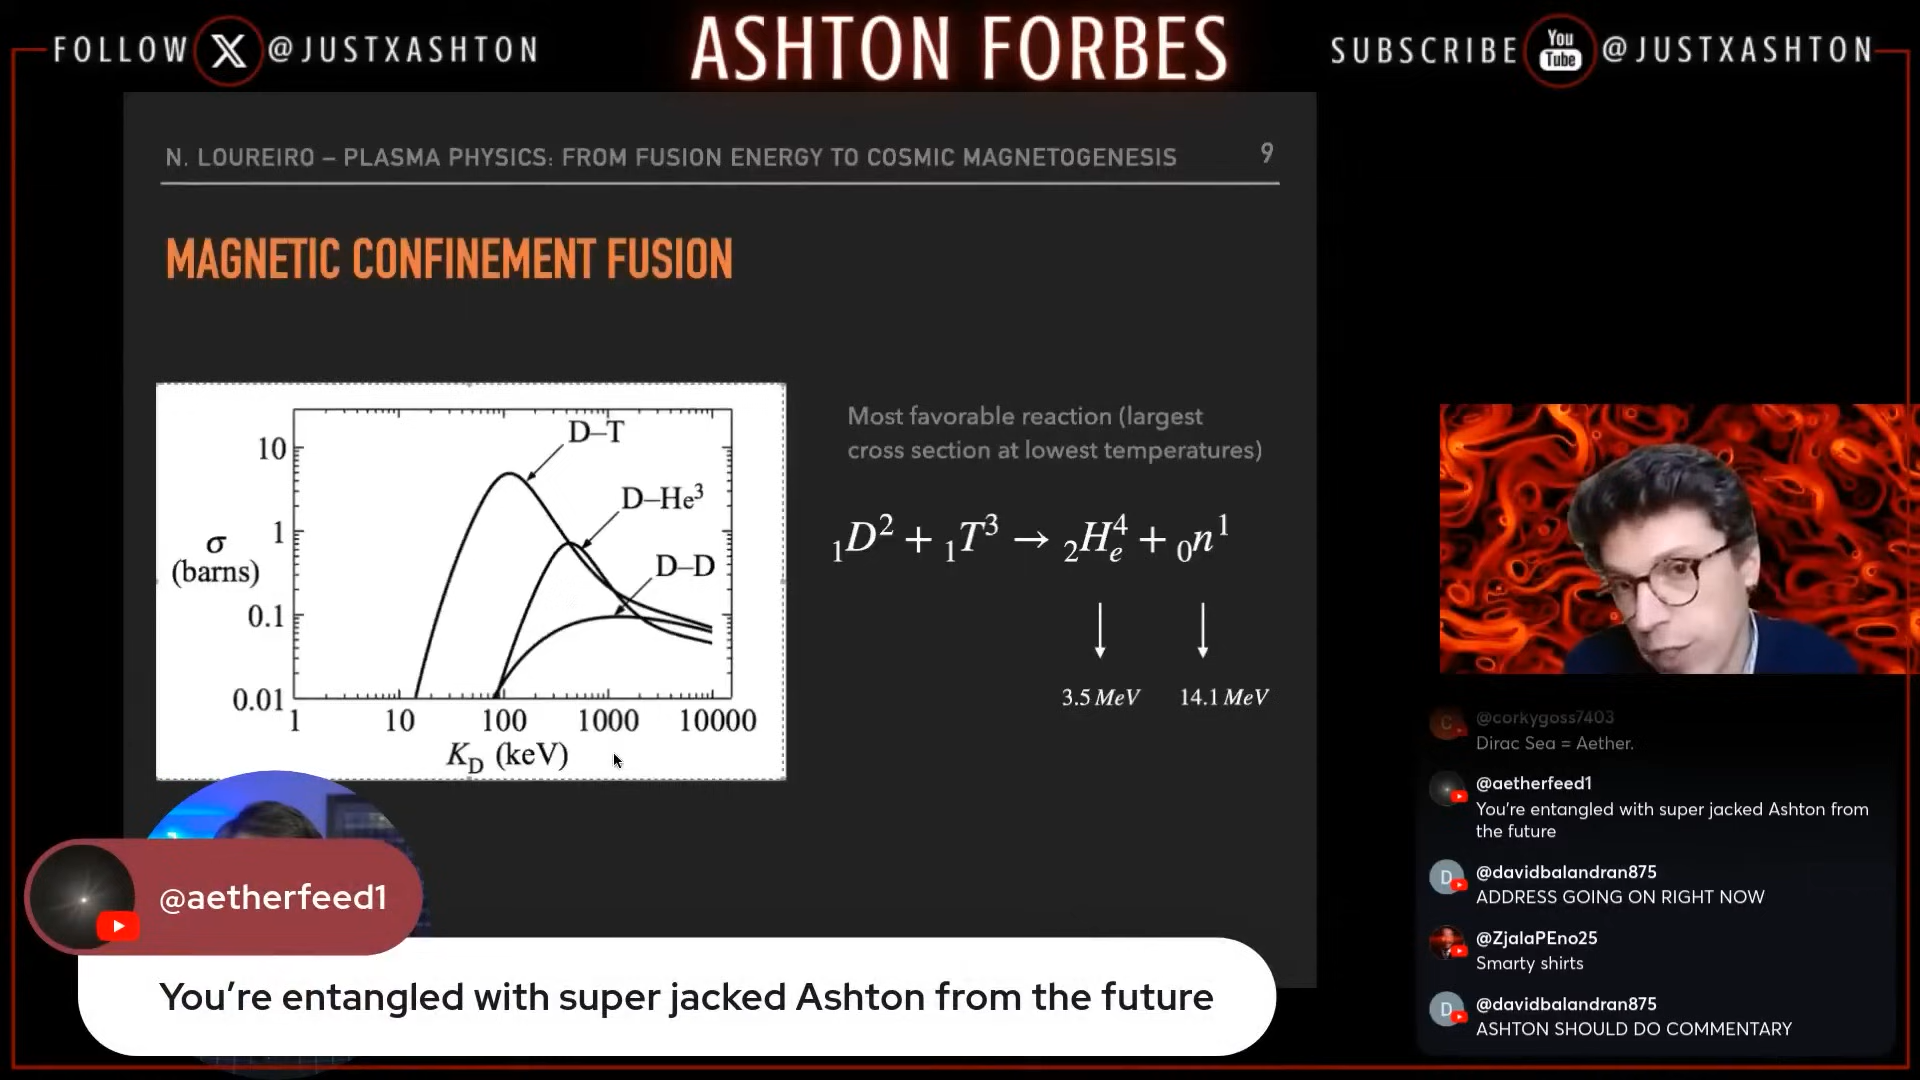 FOLLOW X @JUSTXASHTON
ASHTON FORBES
SUBSCRIBE You Tube @JUSTXASHTON
N. LOUREIRO – PLASMA PHYSICS: FROM FUSION ENERGY TO COSMIC MAGNETOGENESIS 9
MAGNETIC CONFINEMENT FUSION
D–T
D–He³
D–D
10
1
0.1
0.01
σ
(barns)
1 10 100 1000 10000
K_D (keV)
Most favorable reaction (largest
cross section at lowest temperatures)
₁D² + ₁T³ → ₂H⁴ₑ + ₀n¹
3.5 MeV 14.1 MeV
C
@corkygoss7403
Dirac Sea = Aether.
@aetherfeed1
You're entangled with super jacked Ashton from
the future
D
@davidbalandran875
ADDRESS GOING ON RIGHT NOW
@ZjalaPEno25
Smarty shirts
D
@davidbalandran875
ASHTON SHOULD DO COMMENTARY
@aetherfeed1
You're entangled with super jacked Ashton from the future